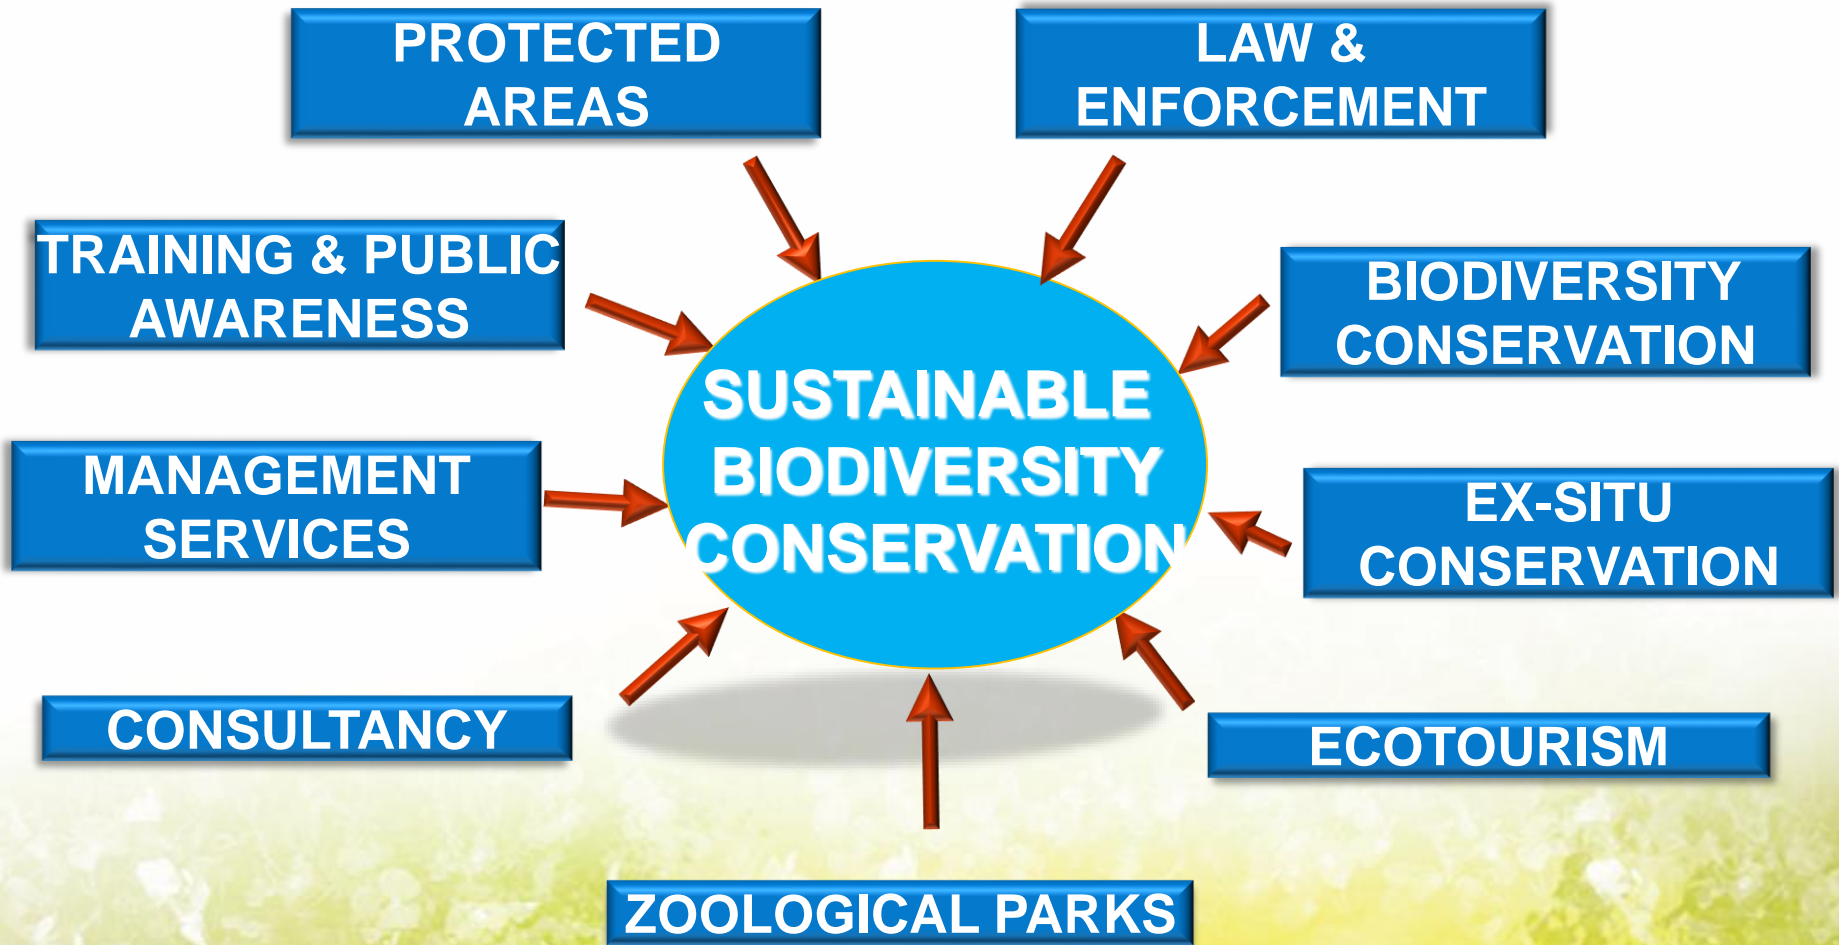 PROTECTED
AREAS
LAW &
ENFORCEMENT
TRAINING & PUBLIC
AWARENESS
BIODIVERSITY
CONSERVATION
SUSTAINABLE
BIODIVERSITY
CONSERVATION
MANAGEMENT
SERVICES
EX-SITU
CONSERVATION
CONSULTANCY
ECOTOURISM
ZOOLOGICAL PARKS